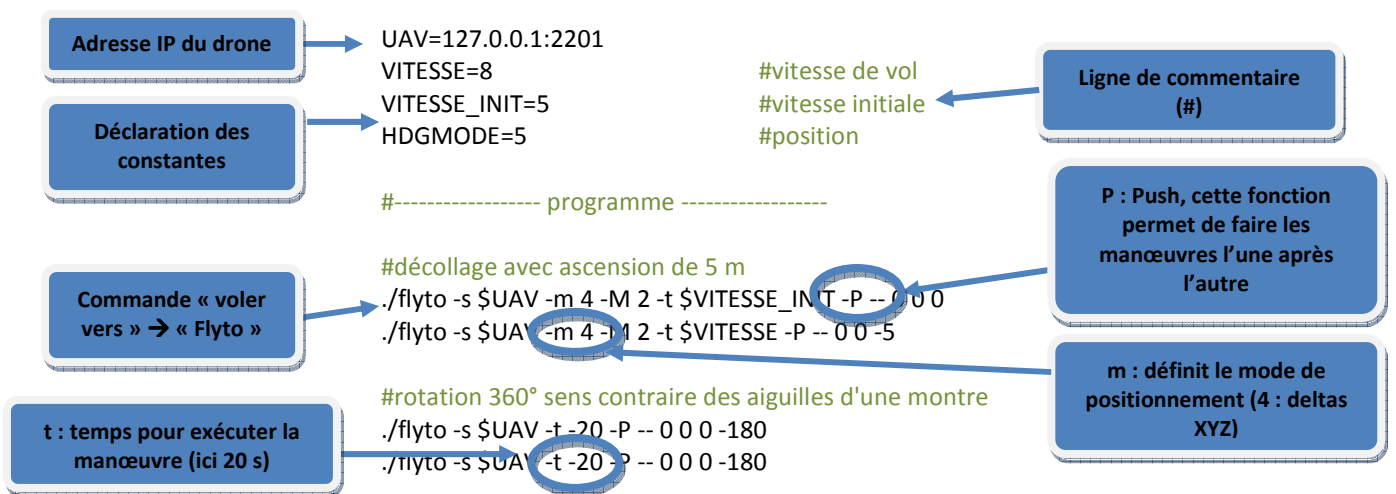 Adresse IP du drone
Déclaration des
constantes
Commande « voler
vers » → « Flyto »
t : temps pour exécuter la
manœuvre (ici 20 s)
UAV=127.0.0.1:2201
VITESSE=8 #vitesse de vol
VITESSE_INIT=5 #vitesse initiale
HDGMODE=5 #position
#------------------ programme ------------------
#décollage avec ascension de 5 m
./flyto -s $UAV -m 4 -M 2 -t $VITESSE_INIT -P -- 0 0 0
./flyto -s $UAV -m 4 -M 2 -t $VITESSE -P -- 0 0 -5
#rotation 360° sens contraire des aiguilles d'une montre
./flyto -s $UAV -t -20 -P -- 0 0 0 -180
./flyto -s $UAV -t -20 -P -- 0 0 0 -180
Ligne de commentaire
(#)
P : Push, cette fonction
permet de faire les
manœuvres l’une après
l’autre
m : définit le mode de
positionnement (4 : deltas
XYZ)